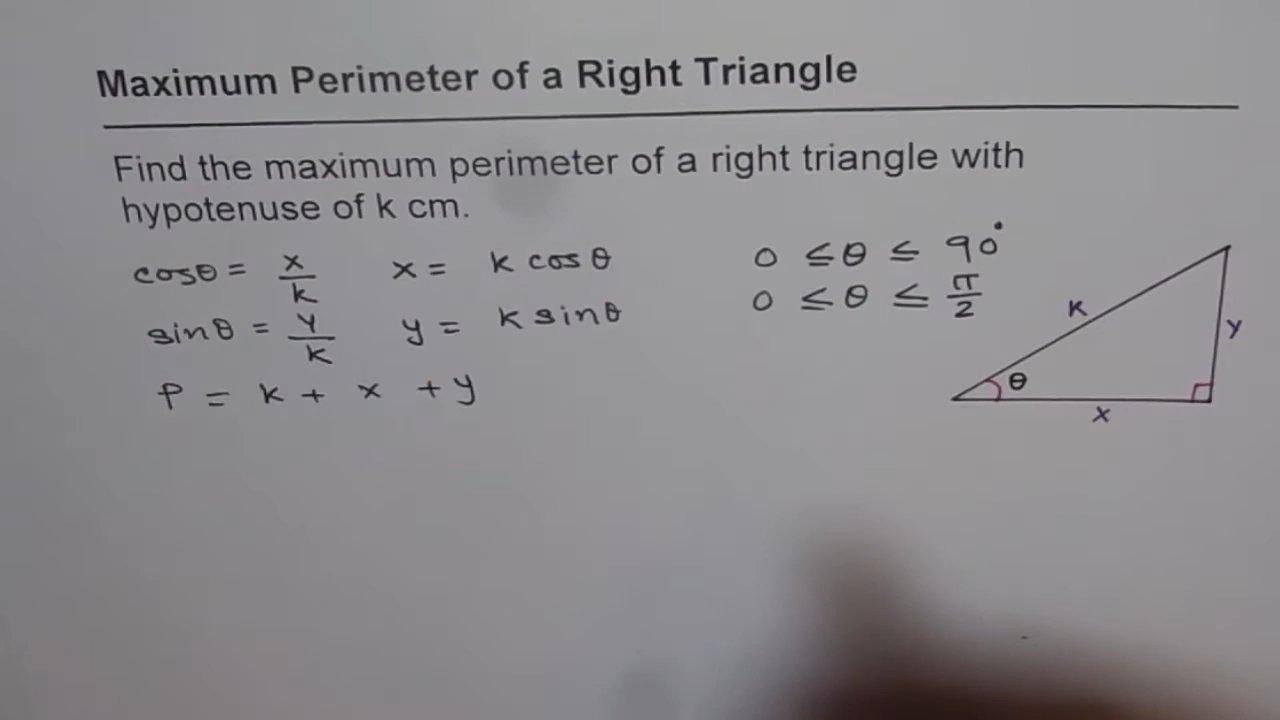 Maximum Perimeter of a Right Triangle
Find the maximum perimeter of a right triangle with
hypotenuse of k cm.
cosθ = x/k x = k cosθ 0 ≤ θ ≤ 90°
sinθ = y/k y = k sinθ 0 ≤ θ ≤ π/2
P = k + x + y
K
y
θ
x